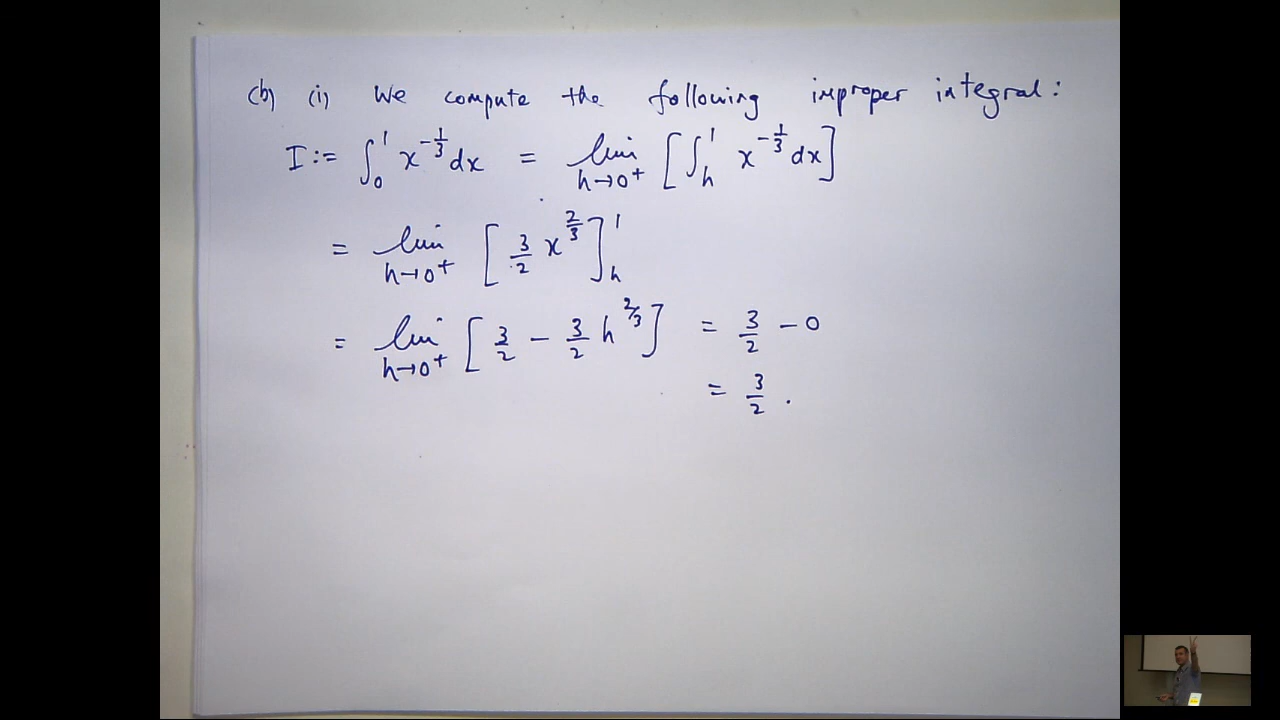 (b) (i) We compute the following improper integral:
I := ∫₀¹ x^{-1/3} dx = lim_{h→0⁺} [∫ₕ¹ x^{-1/3} dx]
= lim_{h→0⁺} [3/2 x^{2/3}]ₕ¹
= lim_{h→0⁺} [3/2 - 3/2 h^{2/3}] = 3/2 - 0
= 3/2 .